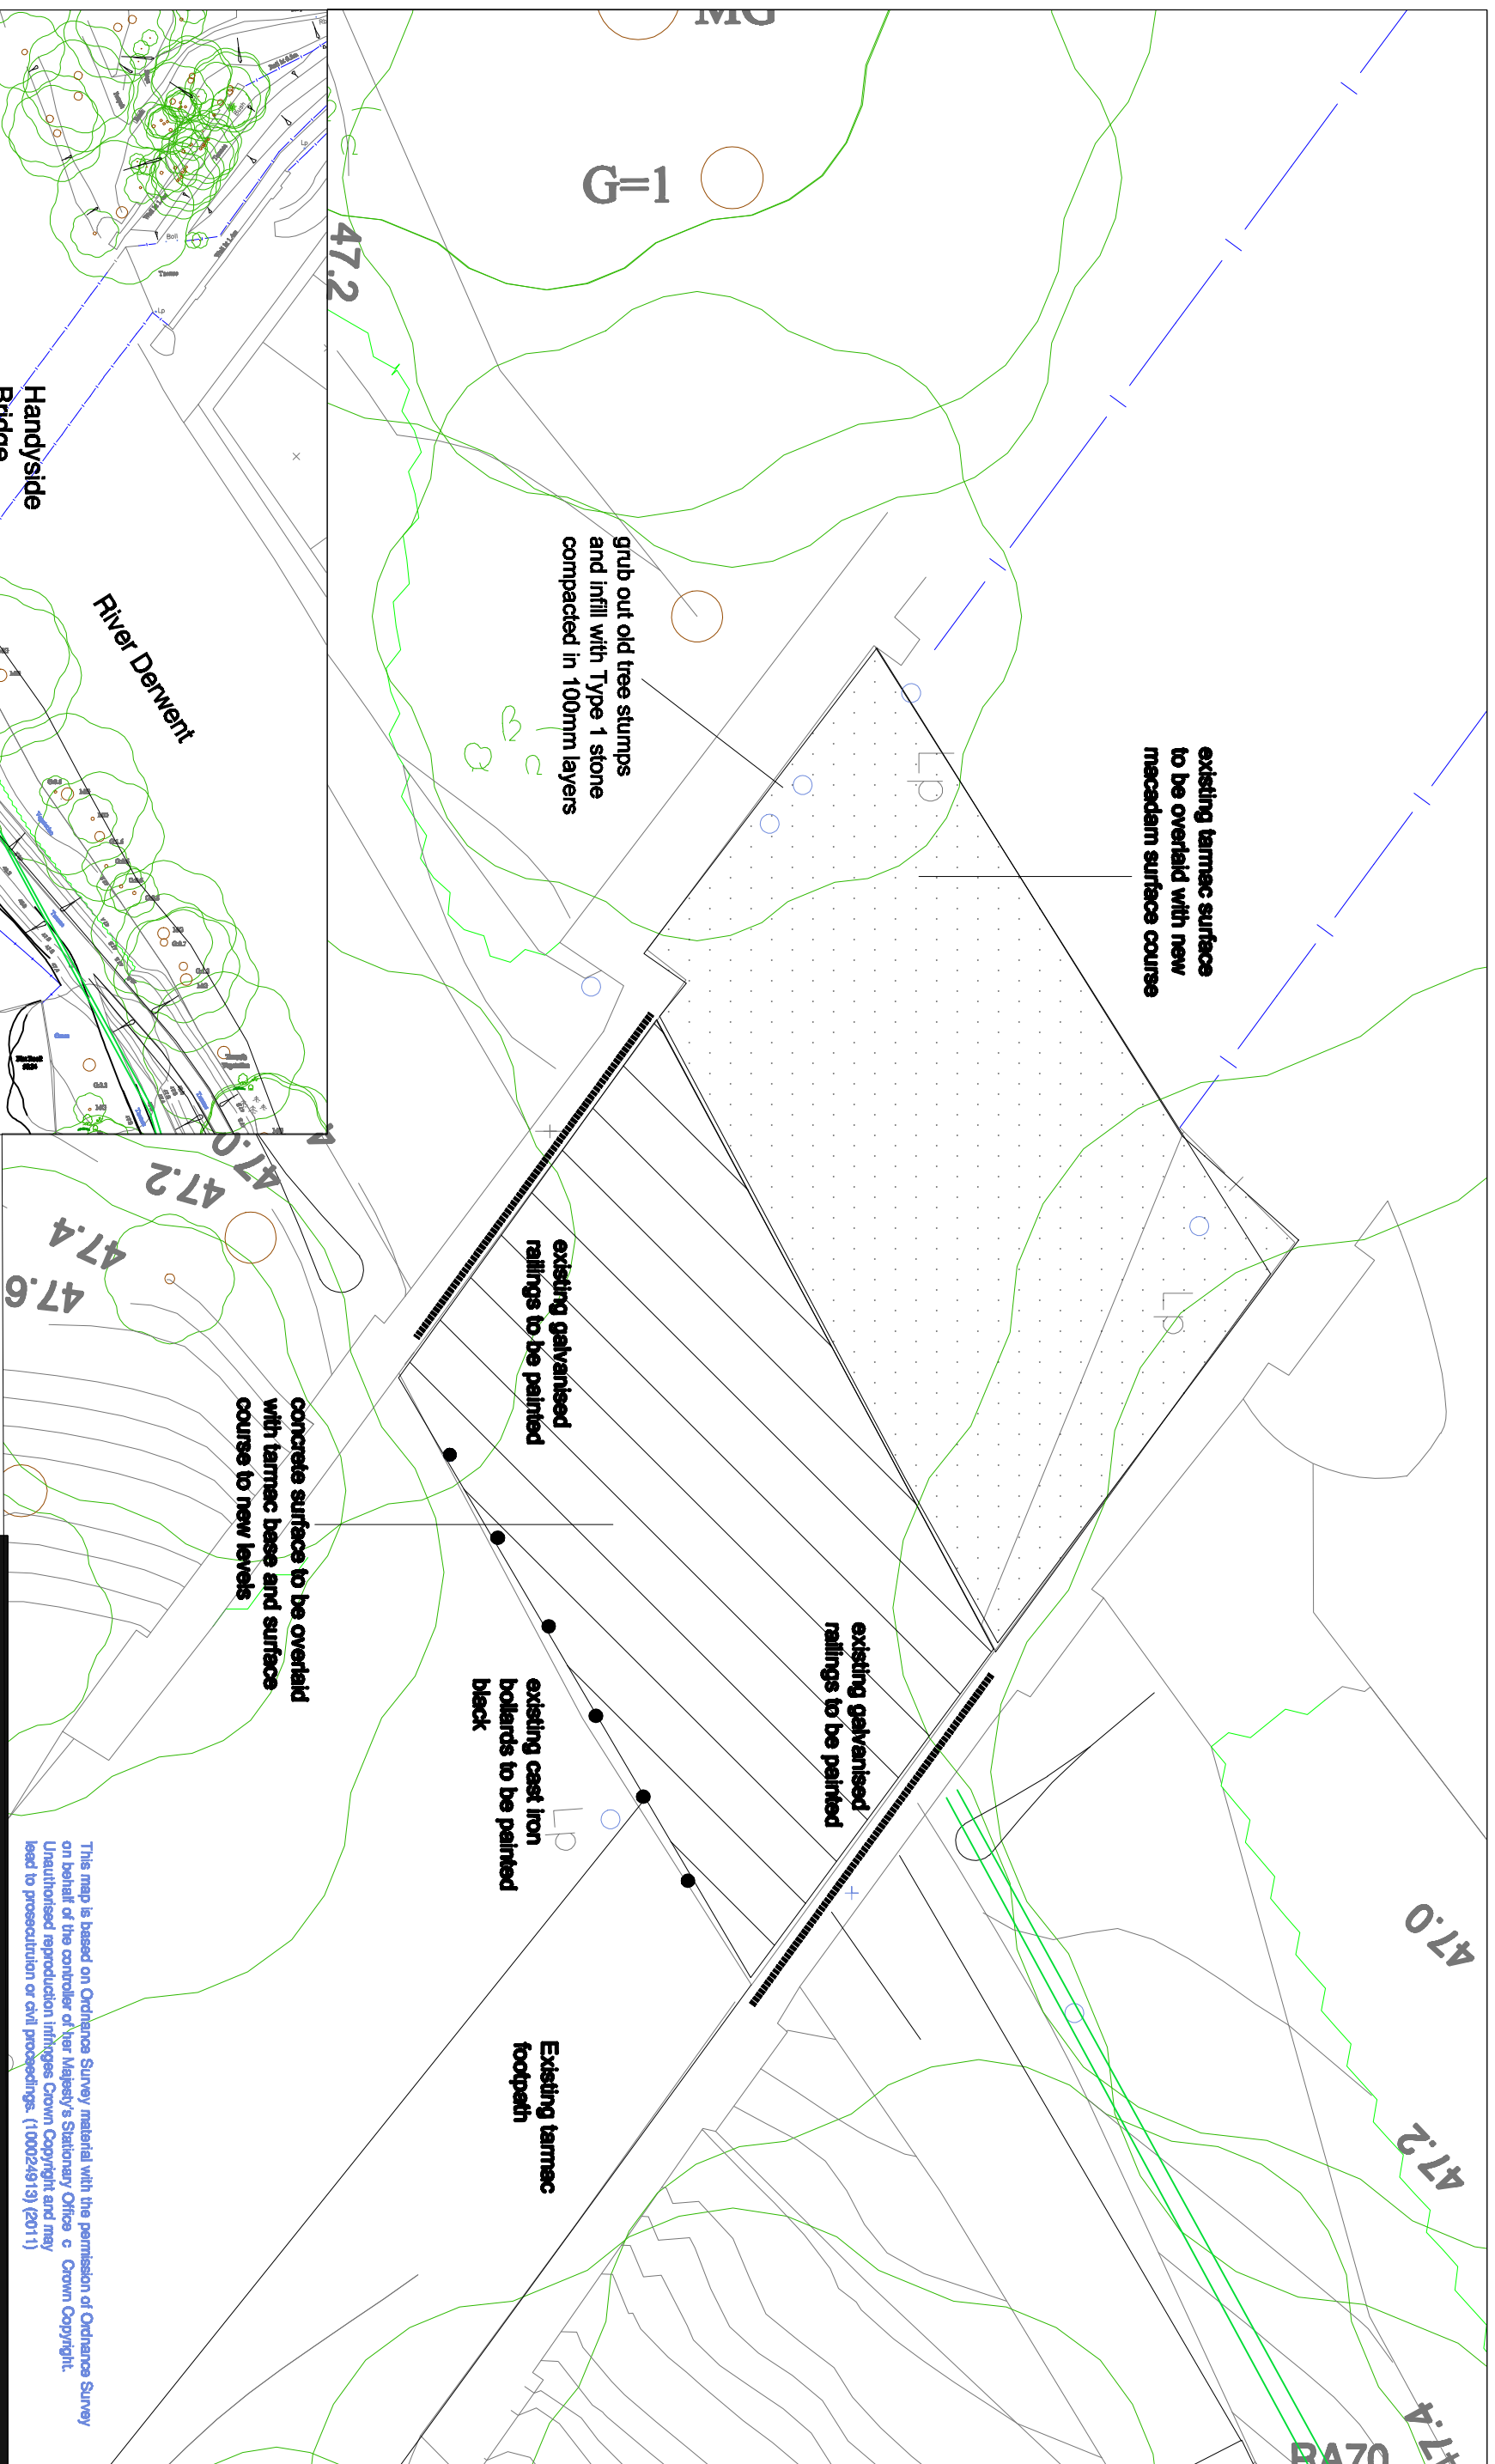 existing tarmac surface
to be overlaid with new
macadam surface course
grub out old tree stumps
and infill with Type 1 stone
compacted in 100mm layers
existing galvanised
railings to be painted
existing galvanised
railings to be painted
concrete surface to be overlaid
with tarmac base and surface
course to new levels
existing cast iron
bollards to be painted
black
Existing tarmac
footpath
Handyside
Bridge
River Derwent
MG
G=1
47.2
Lp
Lp
Lp
47.0
47.2
47.4
47.6
47.0
47.2
47.4
RA70
This map is based on Ordnance Survey material with the permission of Ordnance Survey
on behalf of the controller of her Majesty's Stationary Office c Crown Copyright.
Unauthorised reproduction infringes Crown Copyright and may
lead to prosecutruion or civil proceedings. (100024913) (2011)